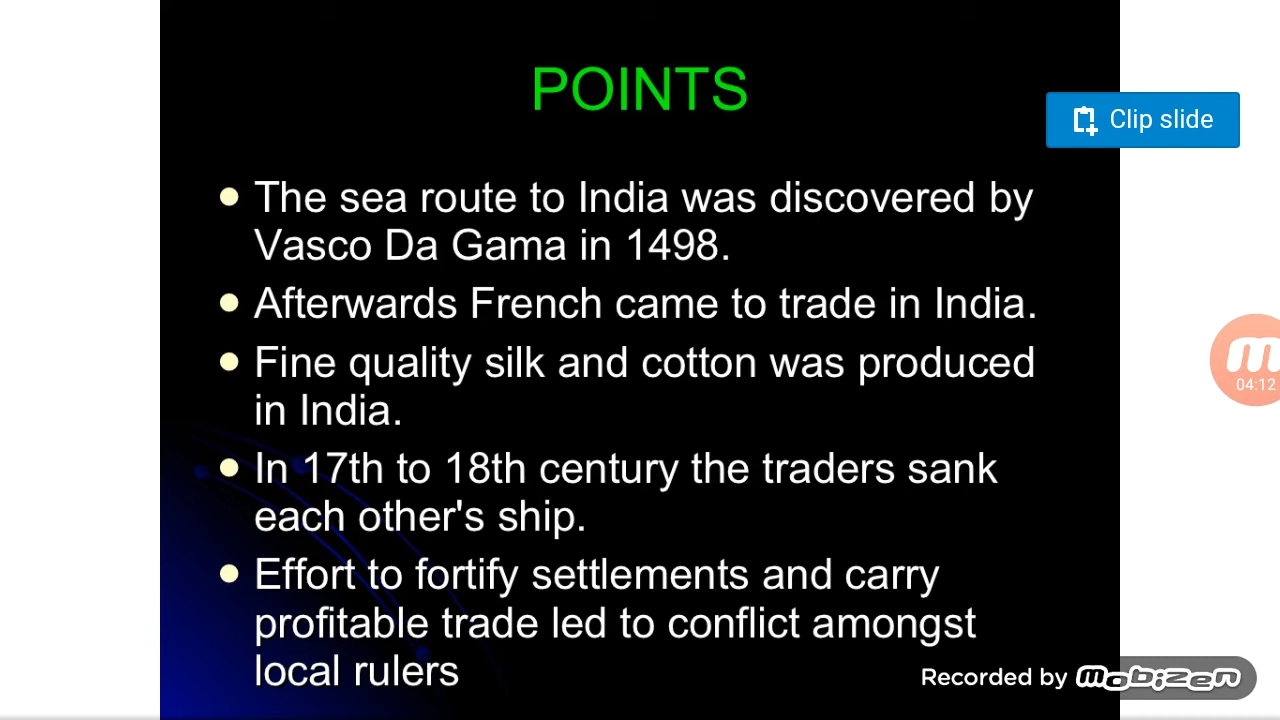 POINTS
Clip slide
The sea route to India was discovered by
Vasco Da Gama in 1498.
Afterwards French came to trade in India.
Fine quality silk and cotton was produced
in India.
04:12
In 17th to 18th century the traders sank
each other's ship.
Effort to fortify settlements and carry
profitable trade led to conflict amongst
local rulers
Recorded by mobizen